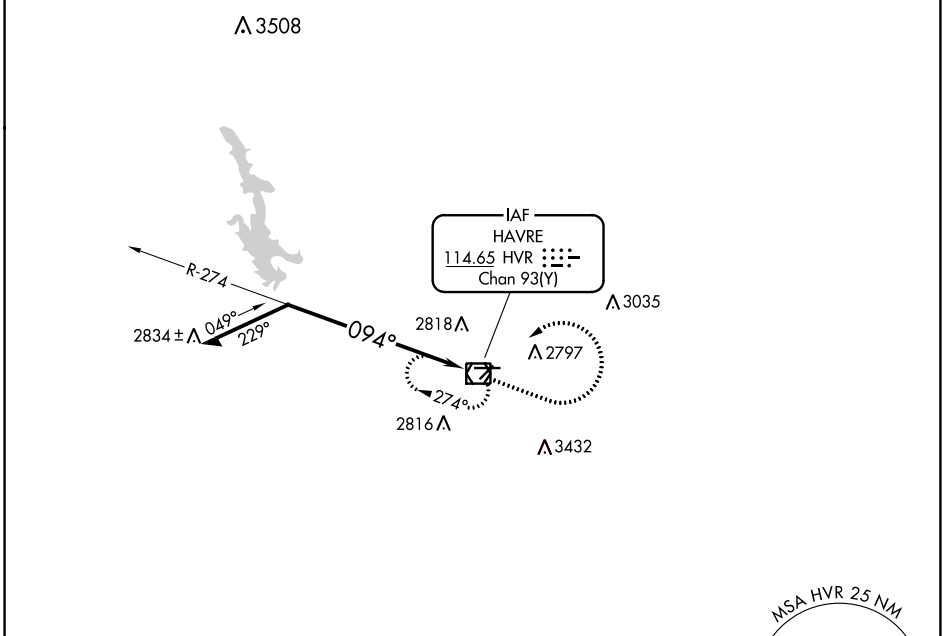 3508
IAF
HAVRE
114.65 HVR
Chan 93(Y)
R-274
3035
2834 ±
049°
229°
094°
2818
2797
274°
2816
3432
MSA HVR 25 NM